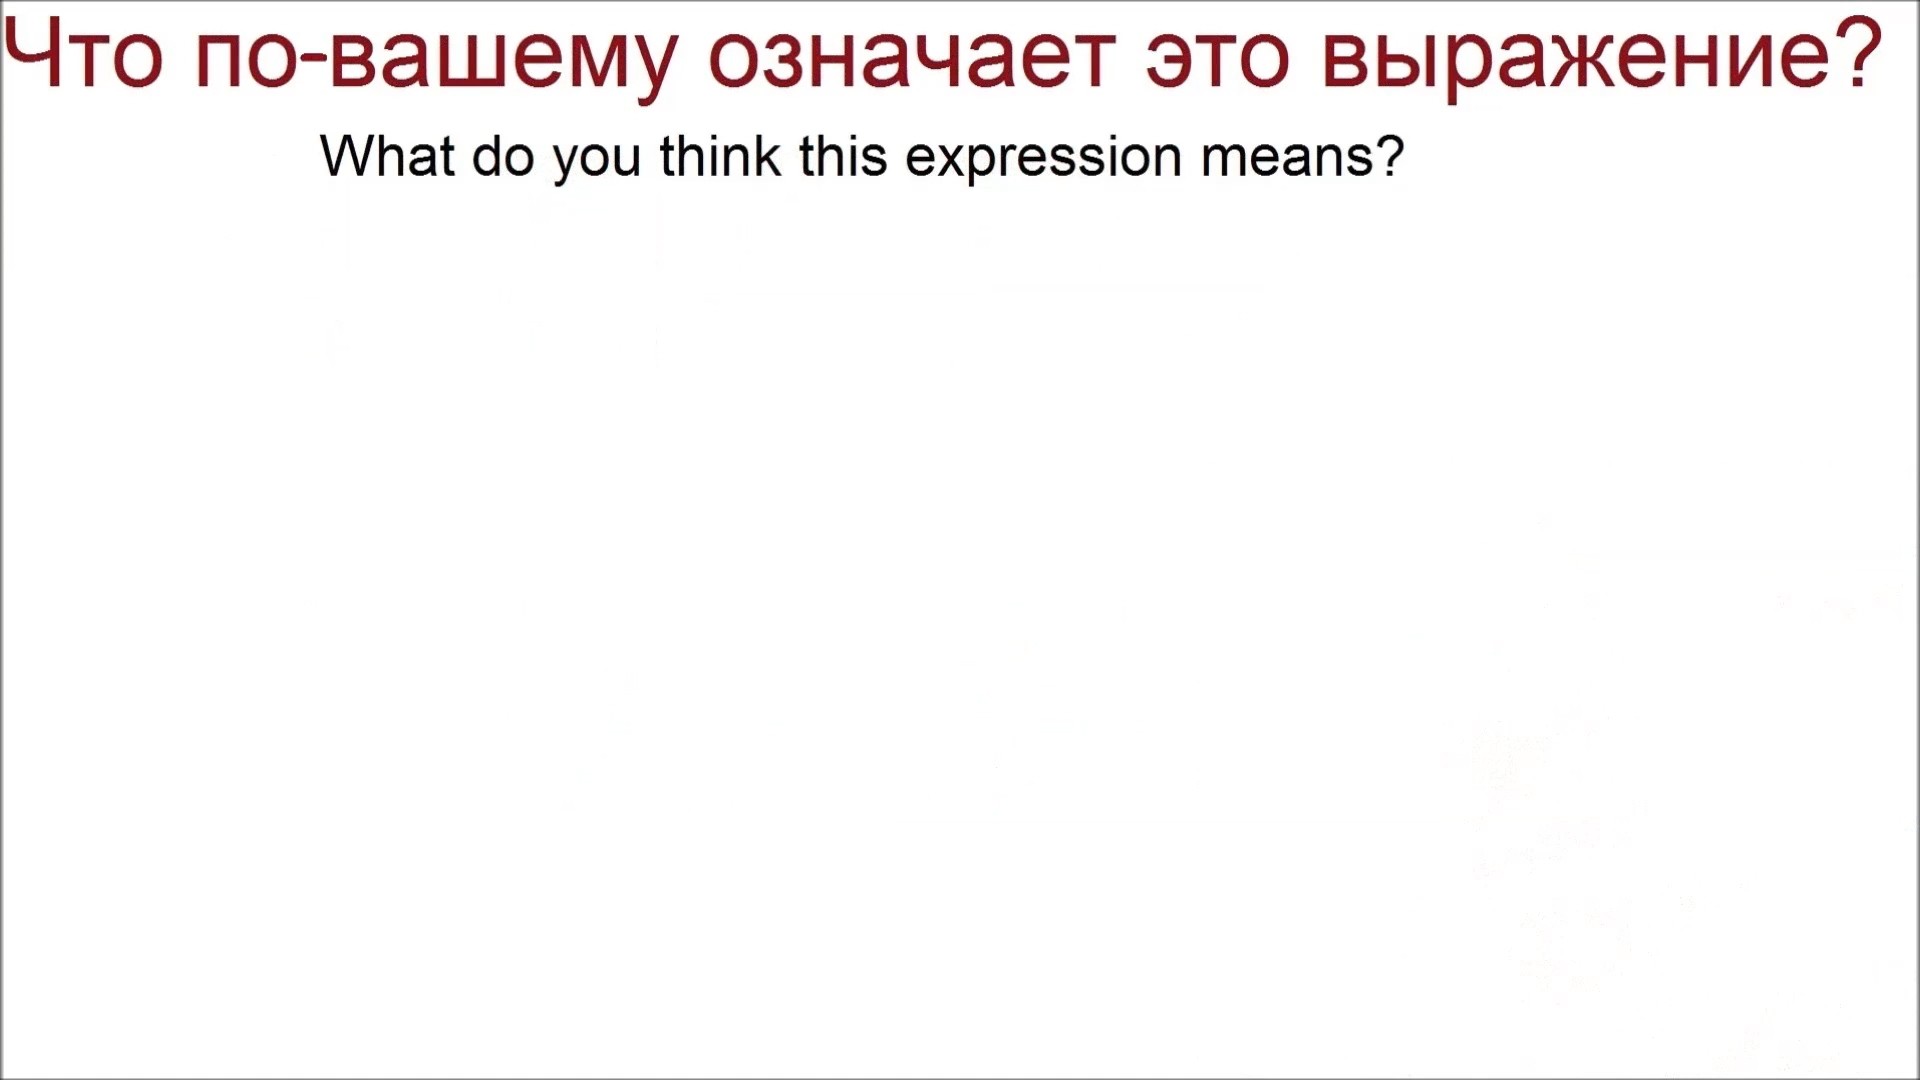 Что по-вашему означает это выражение?
What do you think this expression means?